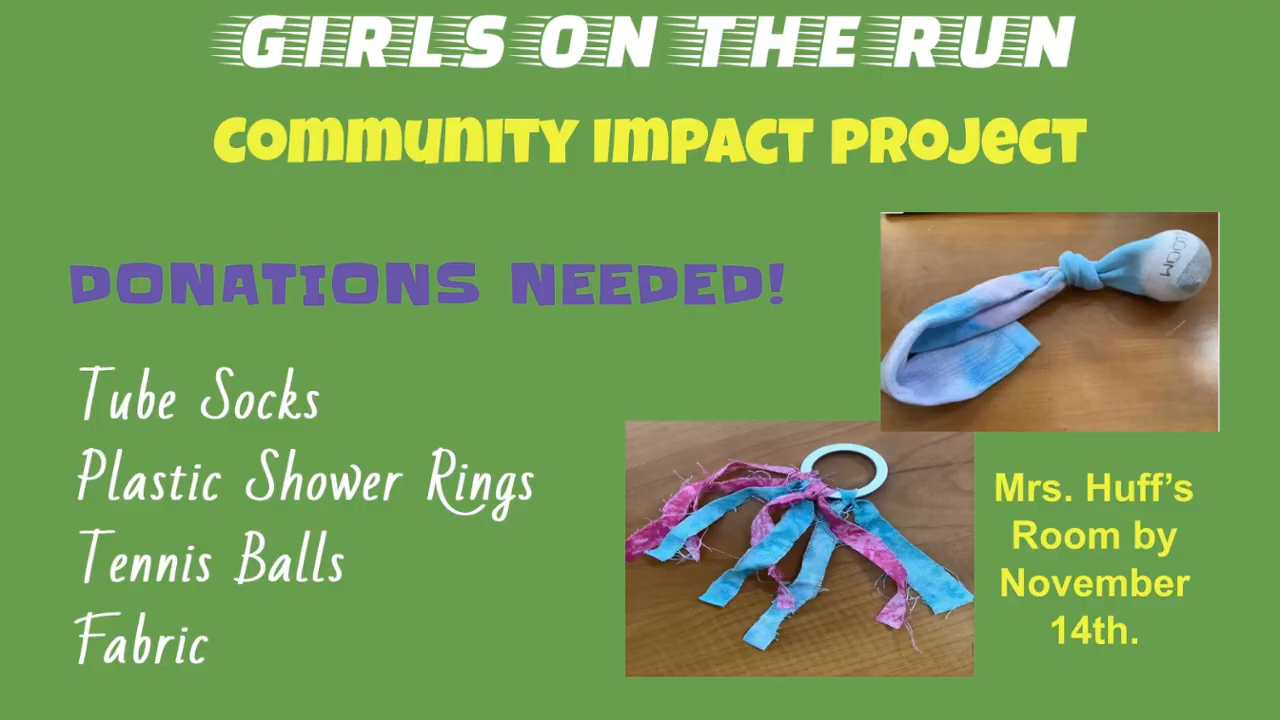 GIRLS ON THE RUN
COMMUNITY IMPACT PROJECT
DONATIONS NEEDED!
Tube Socks
Plastic Shower Rings
Tennis Balls
Fabric
LOOM
Mrs. Huff's
Room by
November
14th.